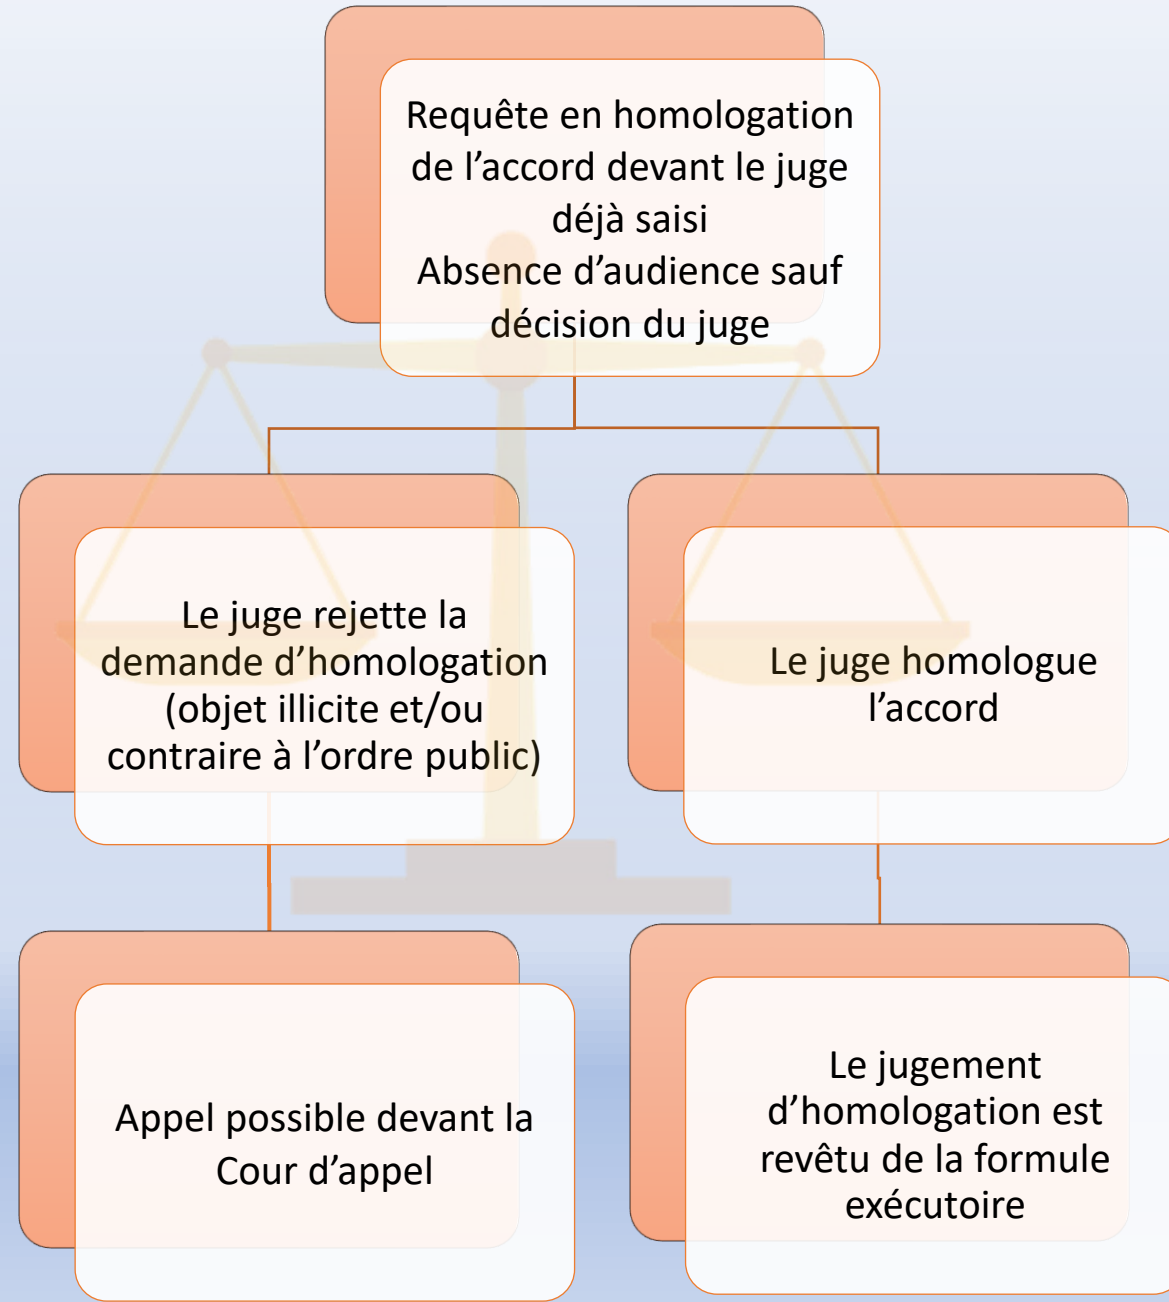 Requête en homologation
de l’accord devant le juge
déjà saisi
Absence d’audience sauf
décision du juge
Le juge rejette la
demande d’homologation
(objet illicite et/ou
contraire à l’ordre public)
Le juge homologue
l’accord
Appel possible devant la
Cour d’appel
Le jugement
d’homologation est
revêtu de la formule
exécutoire